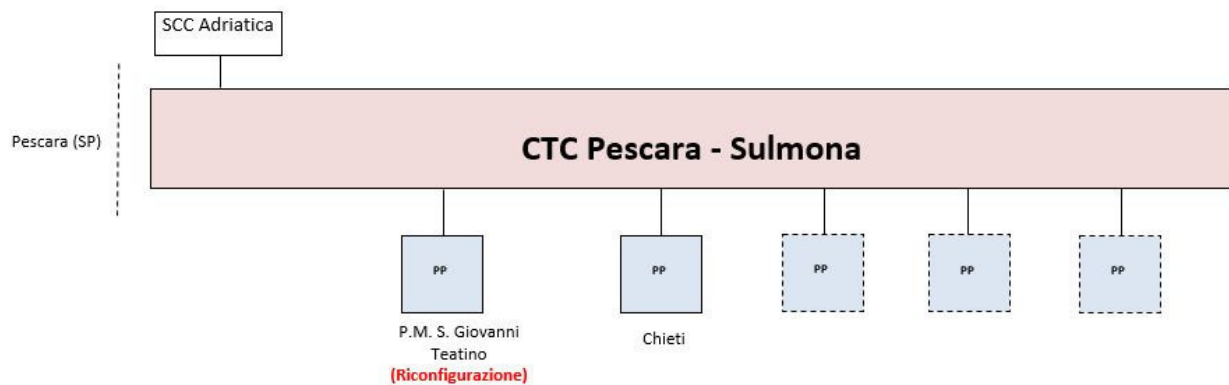 SCC Adriatica
Pescara (SP)
CTC Pescara - Sulmona
PP
PP
PP
PP
PP
P.M. S. Giovanni
Teatino
(Riconfigurazione)
Chieti